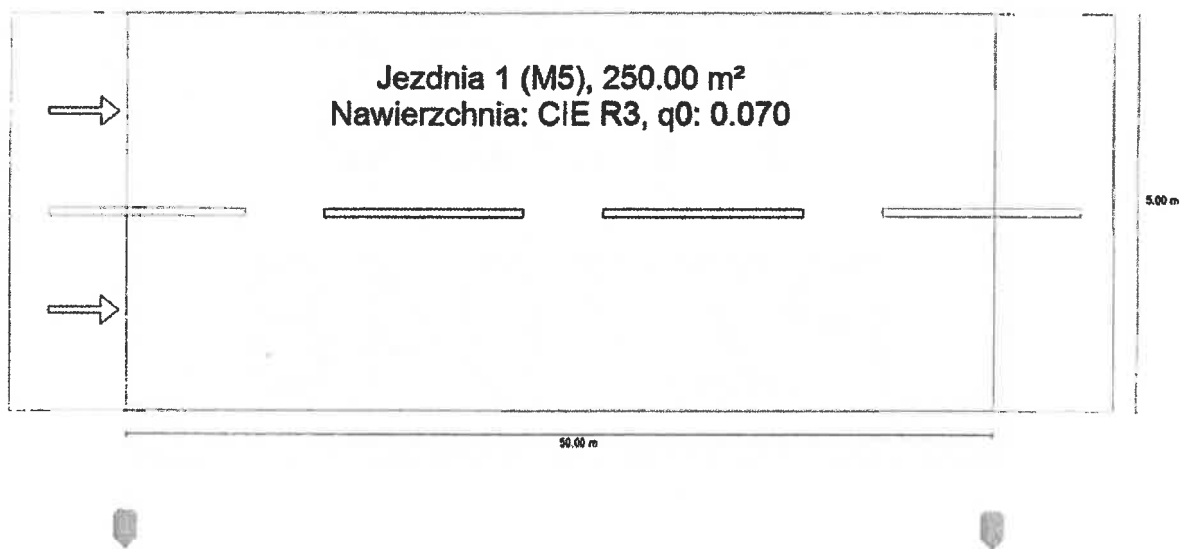 Jezdnia 1 (M5), 250.00 m²
Nawierzchnia: CIE R3, q0: 0.070
5.00 m
50.00 m